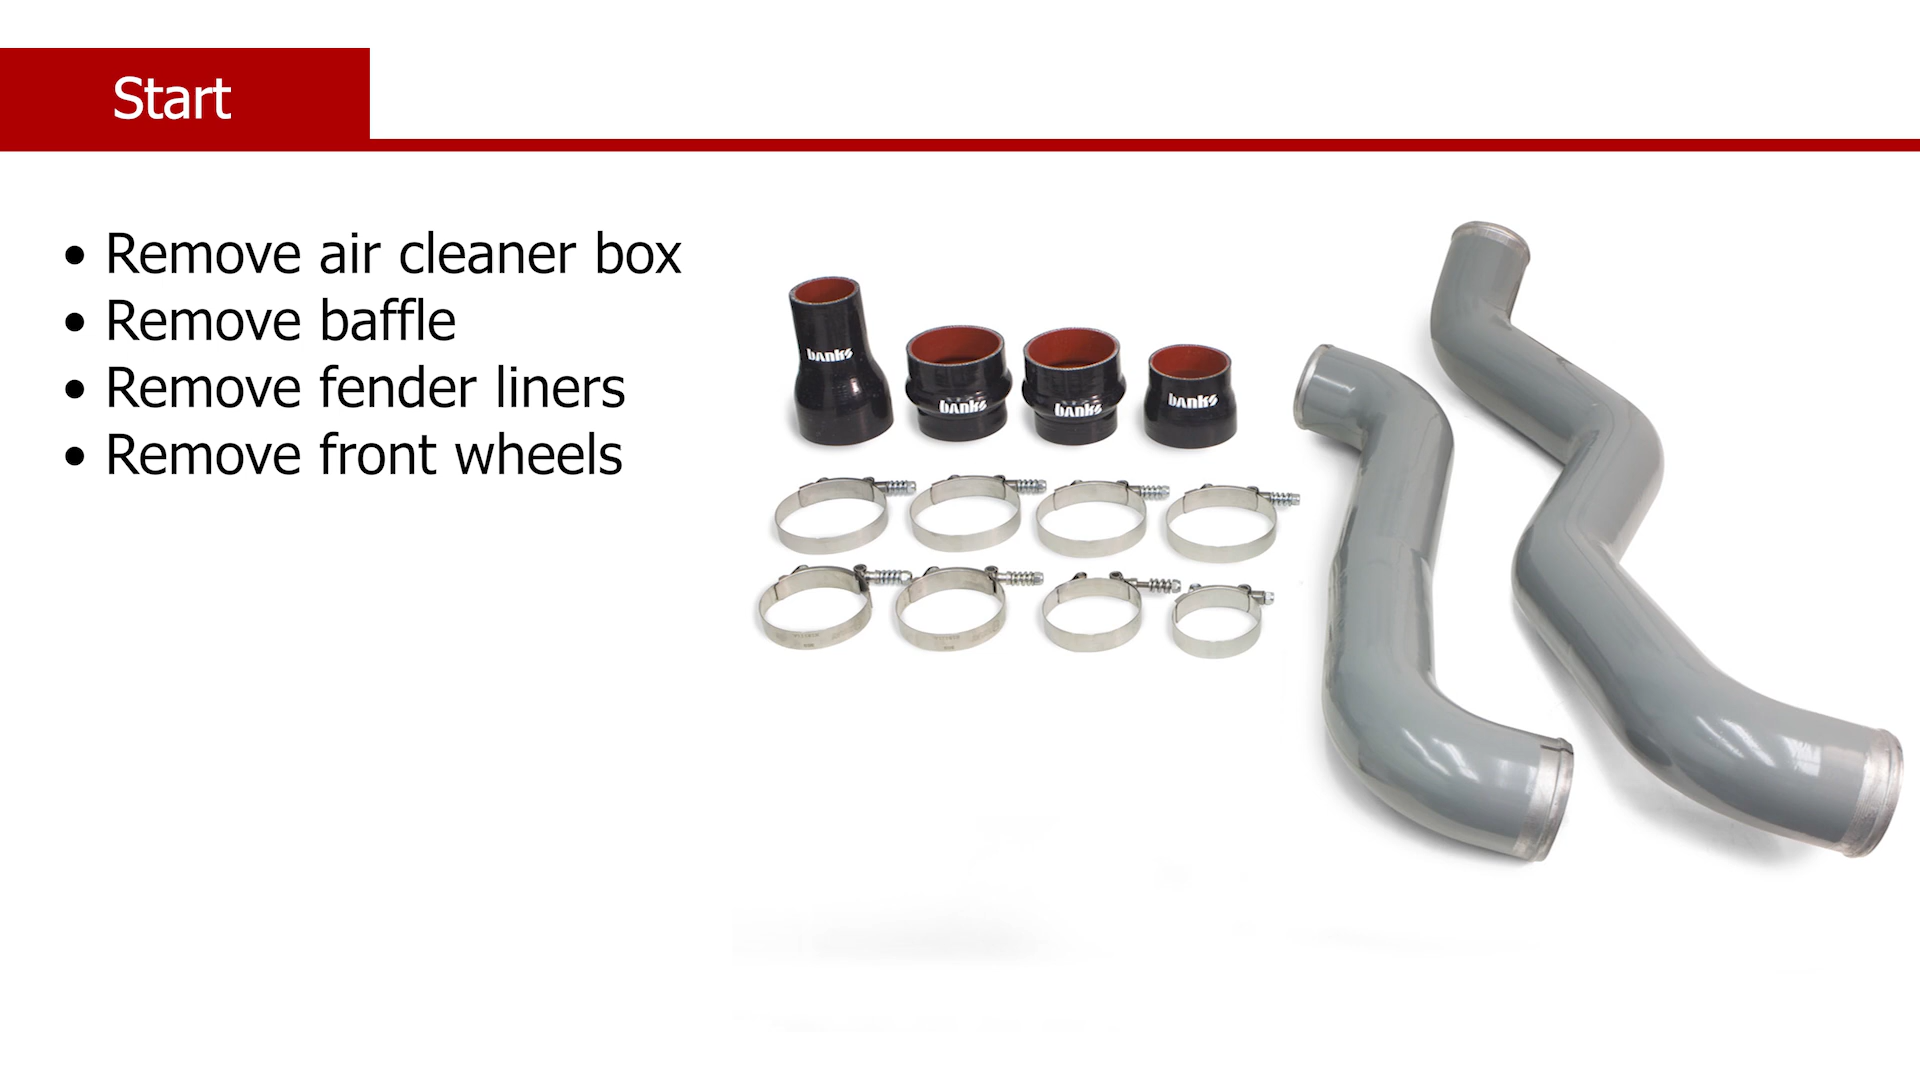 Start
• Remove air cleaner box
• Remove baffle
• Remove fender liners
• Remove front wheels
banks
banks
banks
banks